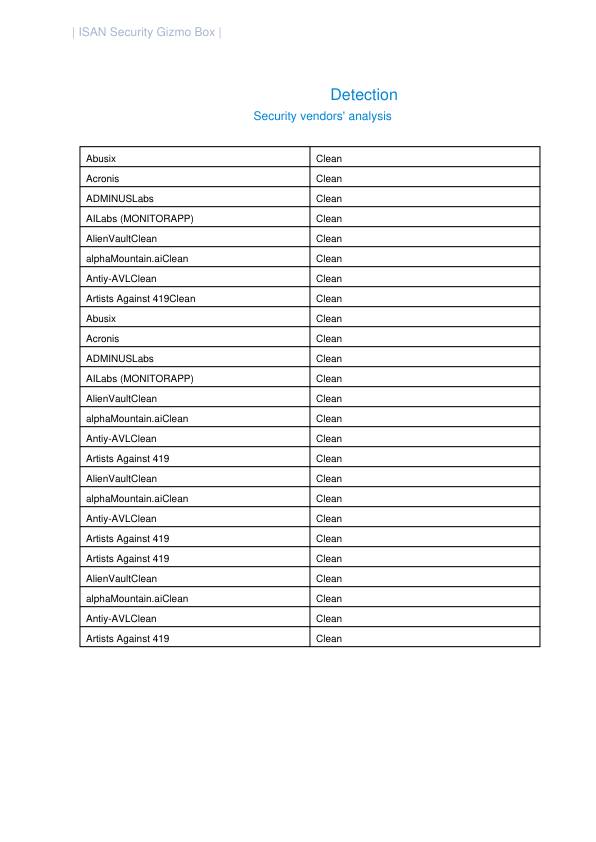 | ISAN Security Gizmo Box |
Detection
Security vendors' analysis
Abusix Clean
Acronis Clean
ADMINUSLabs Clean
AILabs (MONITORAPP) Clean
AlienVaultClean Clean
alphaMountain.aiClean Clean
Antiy-AVLClean Clean
Artists Against 419Clean Clean
Abusix Clean
Acronis Clean
ADMINUSLabs Clean
AILabs (MONITORAPP) Clean
AlienVaultClean Clean
alphaMountain.aiClean Clean
Antiy-AVLClean Clean
Artists Against 419 Clean
AlienVaultClean Clean
alphaMountain.aiClean Clean
Antiy-AVLClean Clean
Artists Against 419 Clean
Artists Against 419 Clean
AlienVaultClean Clean
alphaMountain.aiClean Clean
Antiy-AVLClean Clean
Artists Against 419 Clean